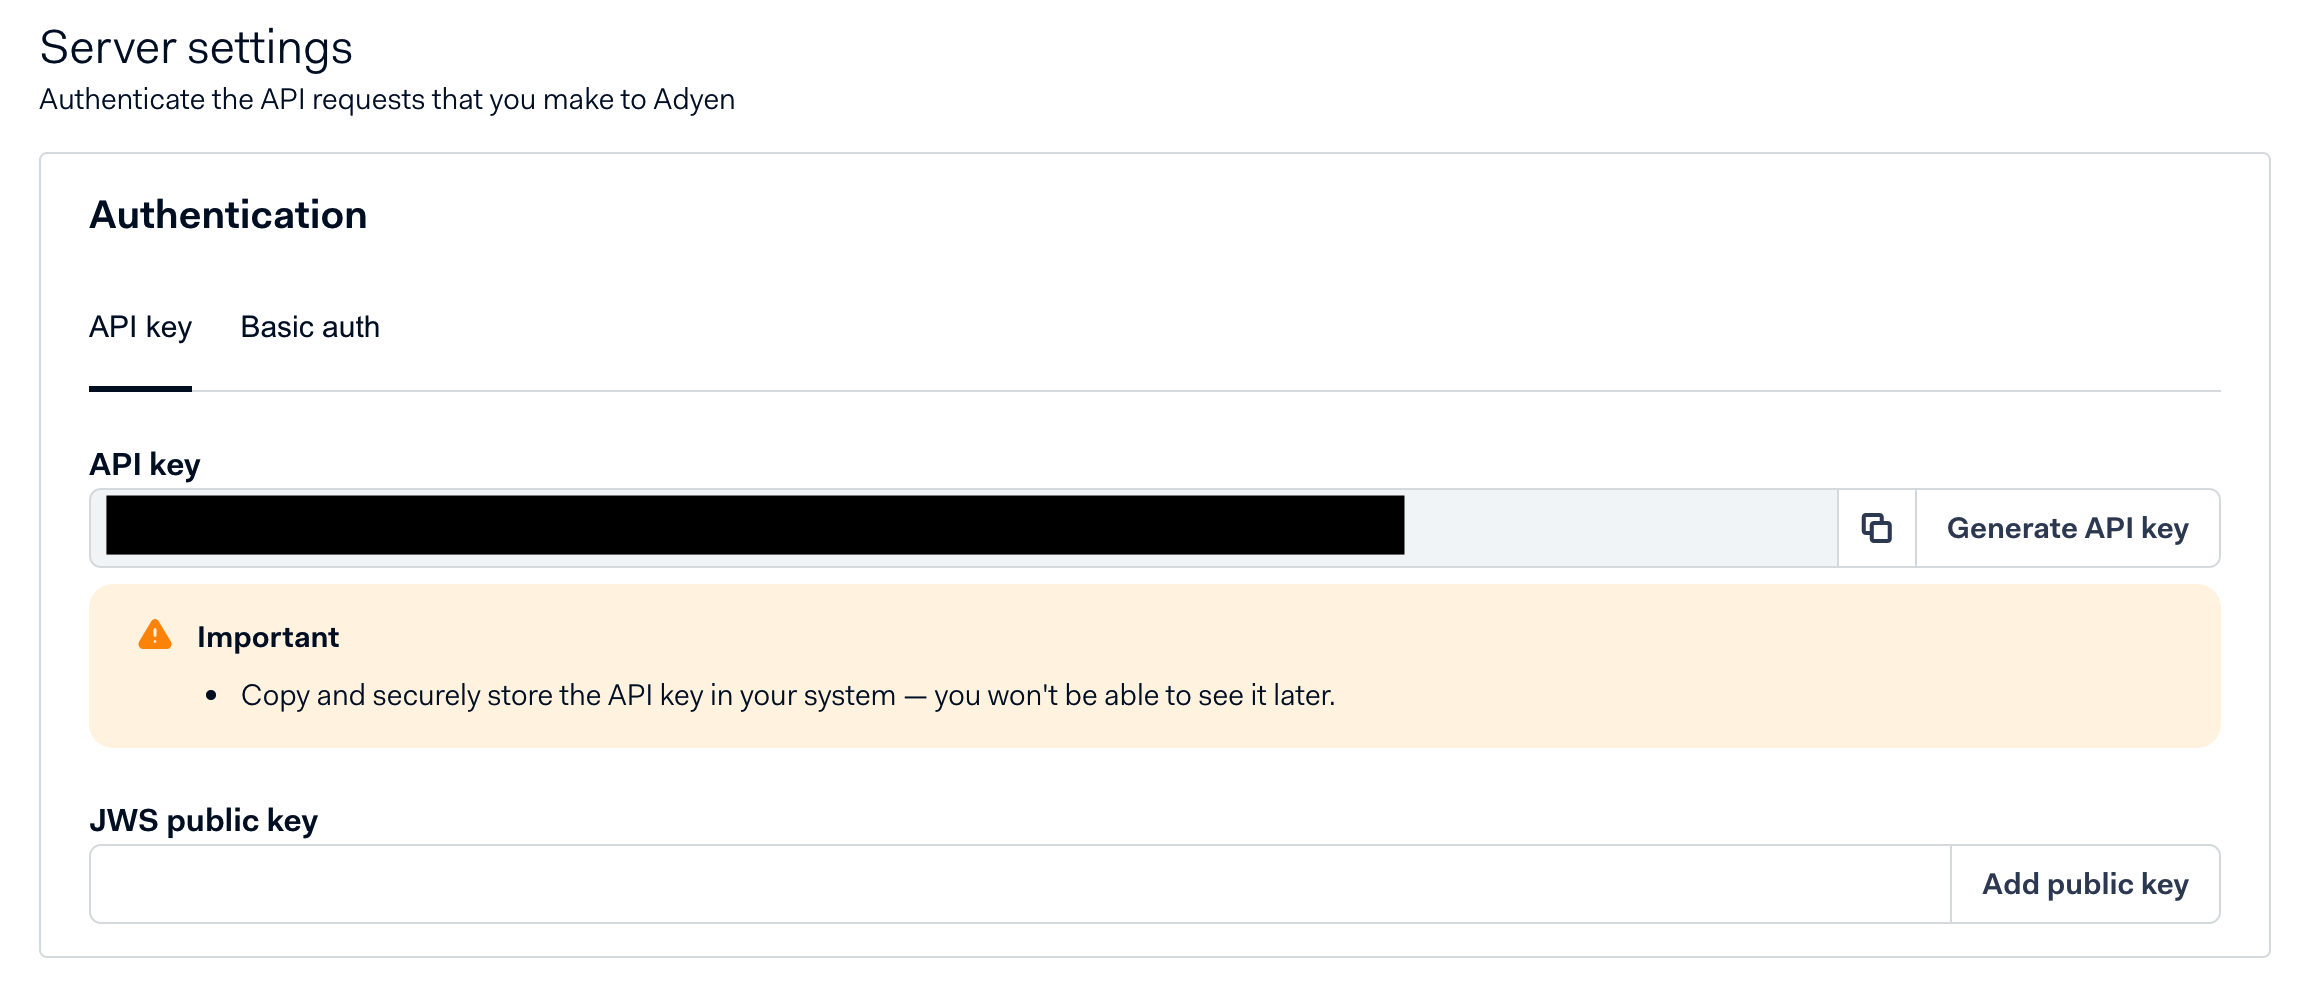 Server settings
Authenticate the API requests that you make to Adyen
Authentication
API key
Basic auth
API key
Generate API key
Important
• Copy and securely store the API key in your system — you won't be able to see it later.
JWS public key
Add public key